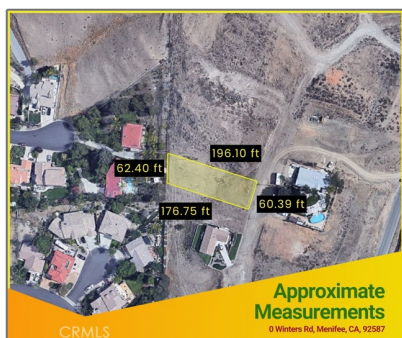 196.10 ft
62.40 ft
60.39 ft
176.75 ft
Approximate
Measurements
0 Winters Rd, Menifee, CA, 92587
CRMLS